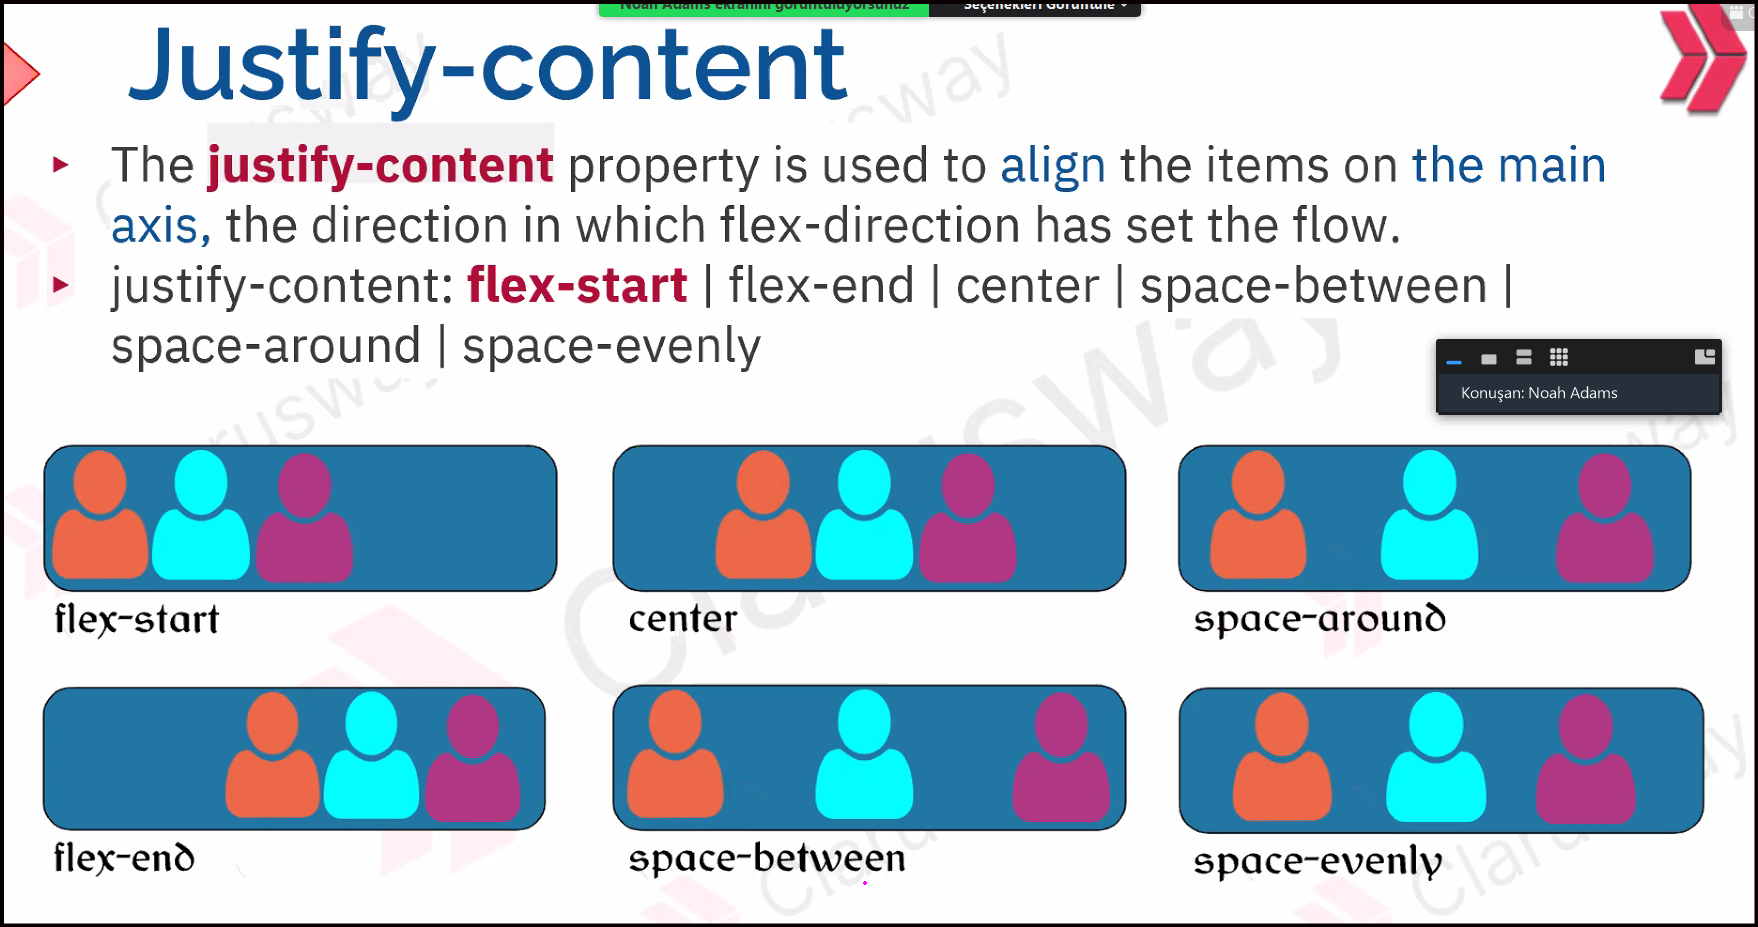 Noah Adams ekranını görüntülüyorsunuz
Seçenekleri Görüntüle
Justify-content
The justify-content property is used to align the items on the main
axis, the direction in which flex-direction has set the flow.
justify-content: flex-start | flex-end | center | space-between |
space-around | space-evenly
Konuşan: Noah Adams
flex-start
center
space-around
flex-end
space-between
space-evenly
Clarusway